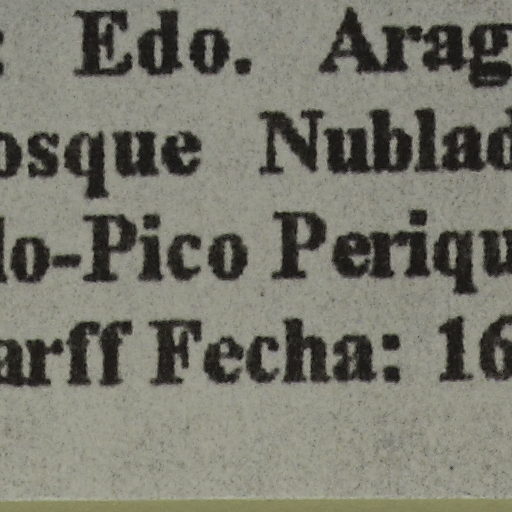 : Edo. Arag
osque Nublad
lo-Pico Periqu
arff Fecha: 16